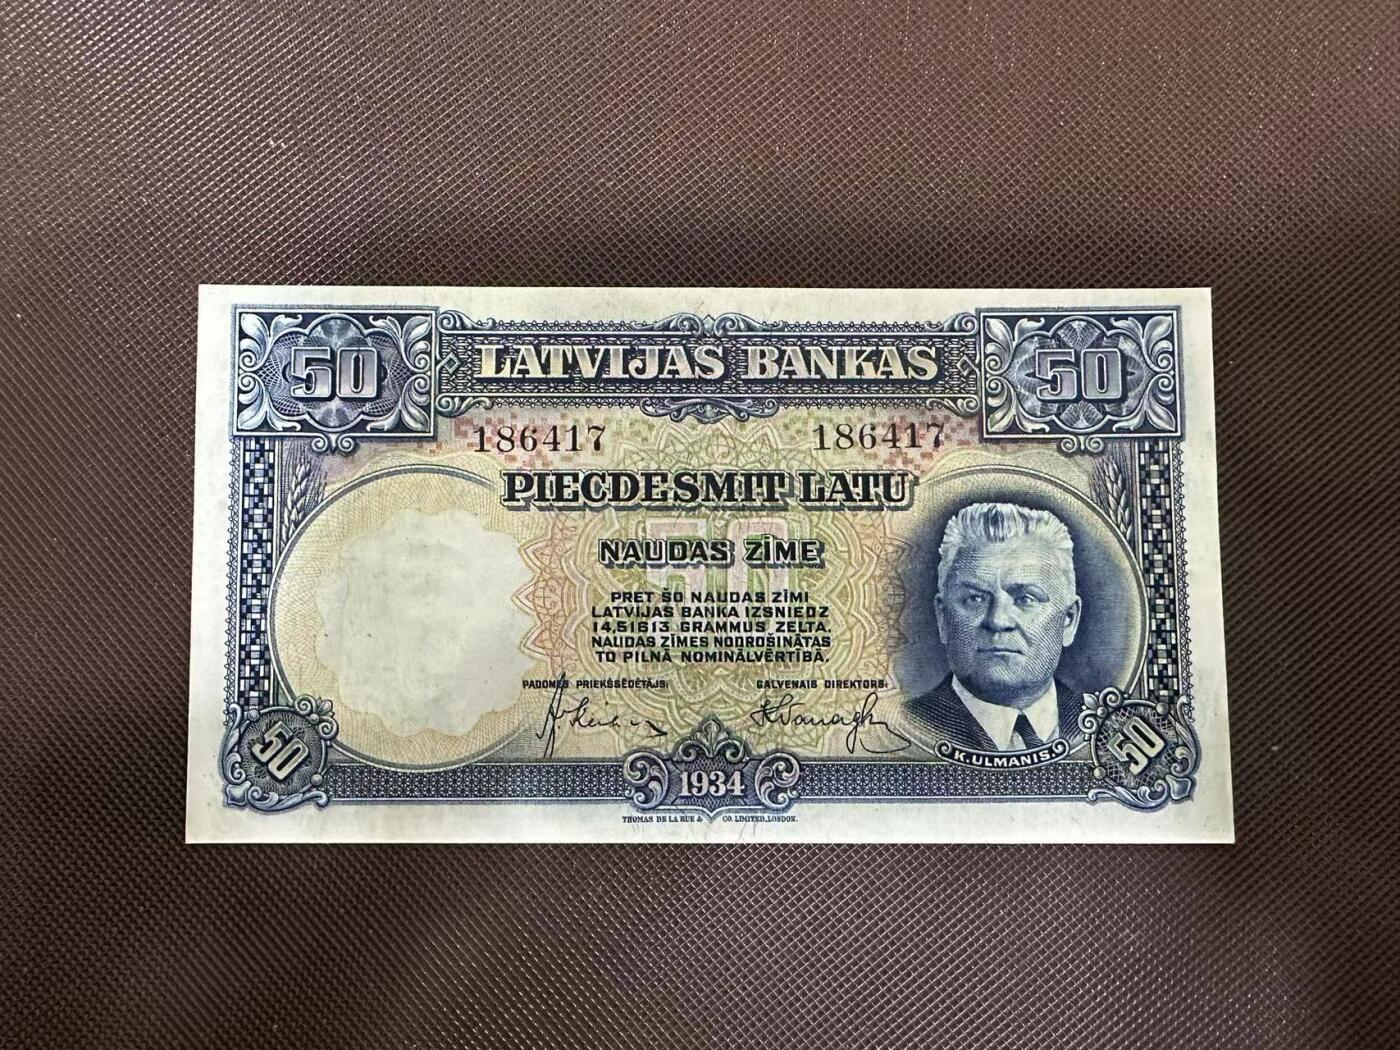 50 LATVIJAS BANKAS 50
186417 186417
PIECDESMIT LATU
50
NAUDAS ZĪME
PRET ŠO NAUDAS ZĪMI
LATVIJAS BANKA IZSNIEDZ
14,51613 GRAMMUS ZELTA.
NAUDAS ZĪMES NODROŠINĀTAS
TO PILNĀ NOMINĀLVĒRTĪBĀ.
PADOMES PRIEKŠSĒDĒTĀJS: GALVENAIS DIREKTORS:
K.ULMANIS.
50 1934 50
THOMAS DE LA RUE & CO. LIMITED, LONDON.